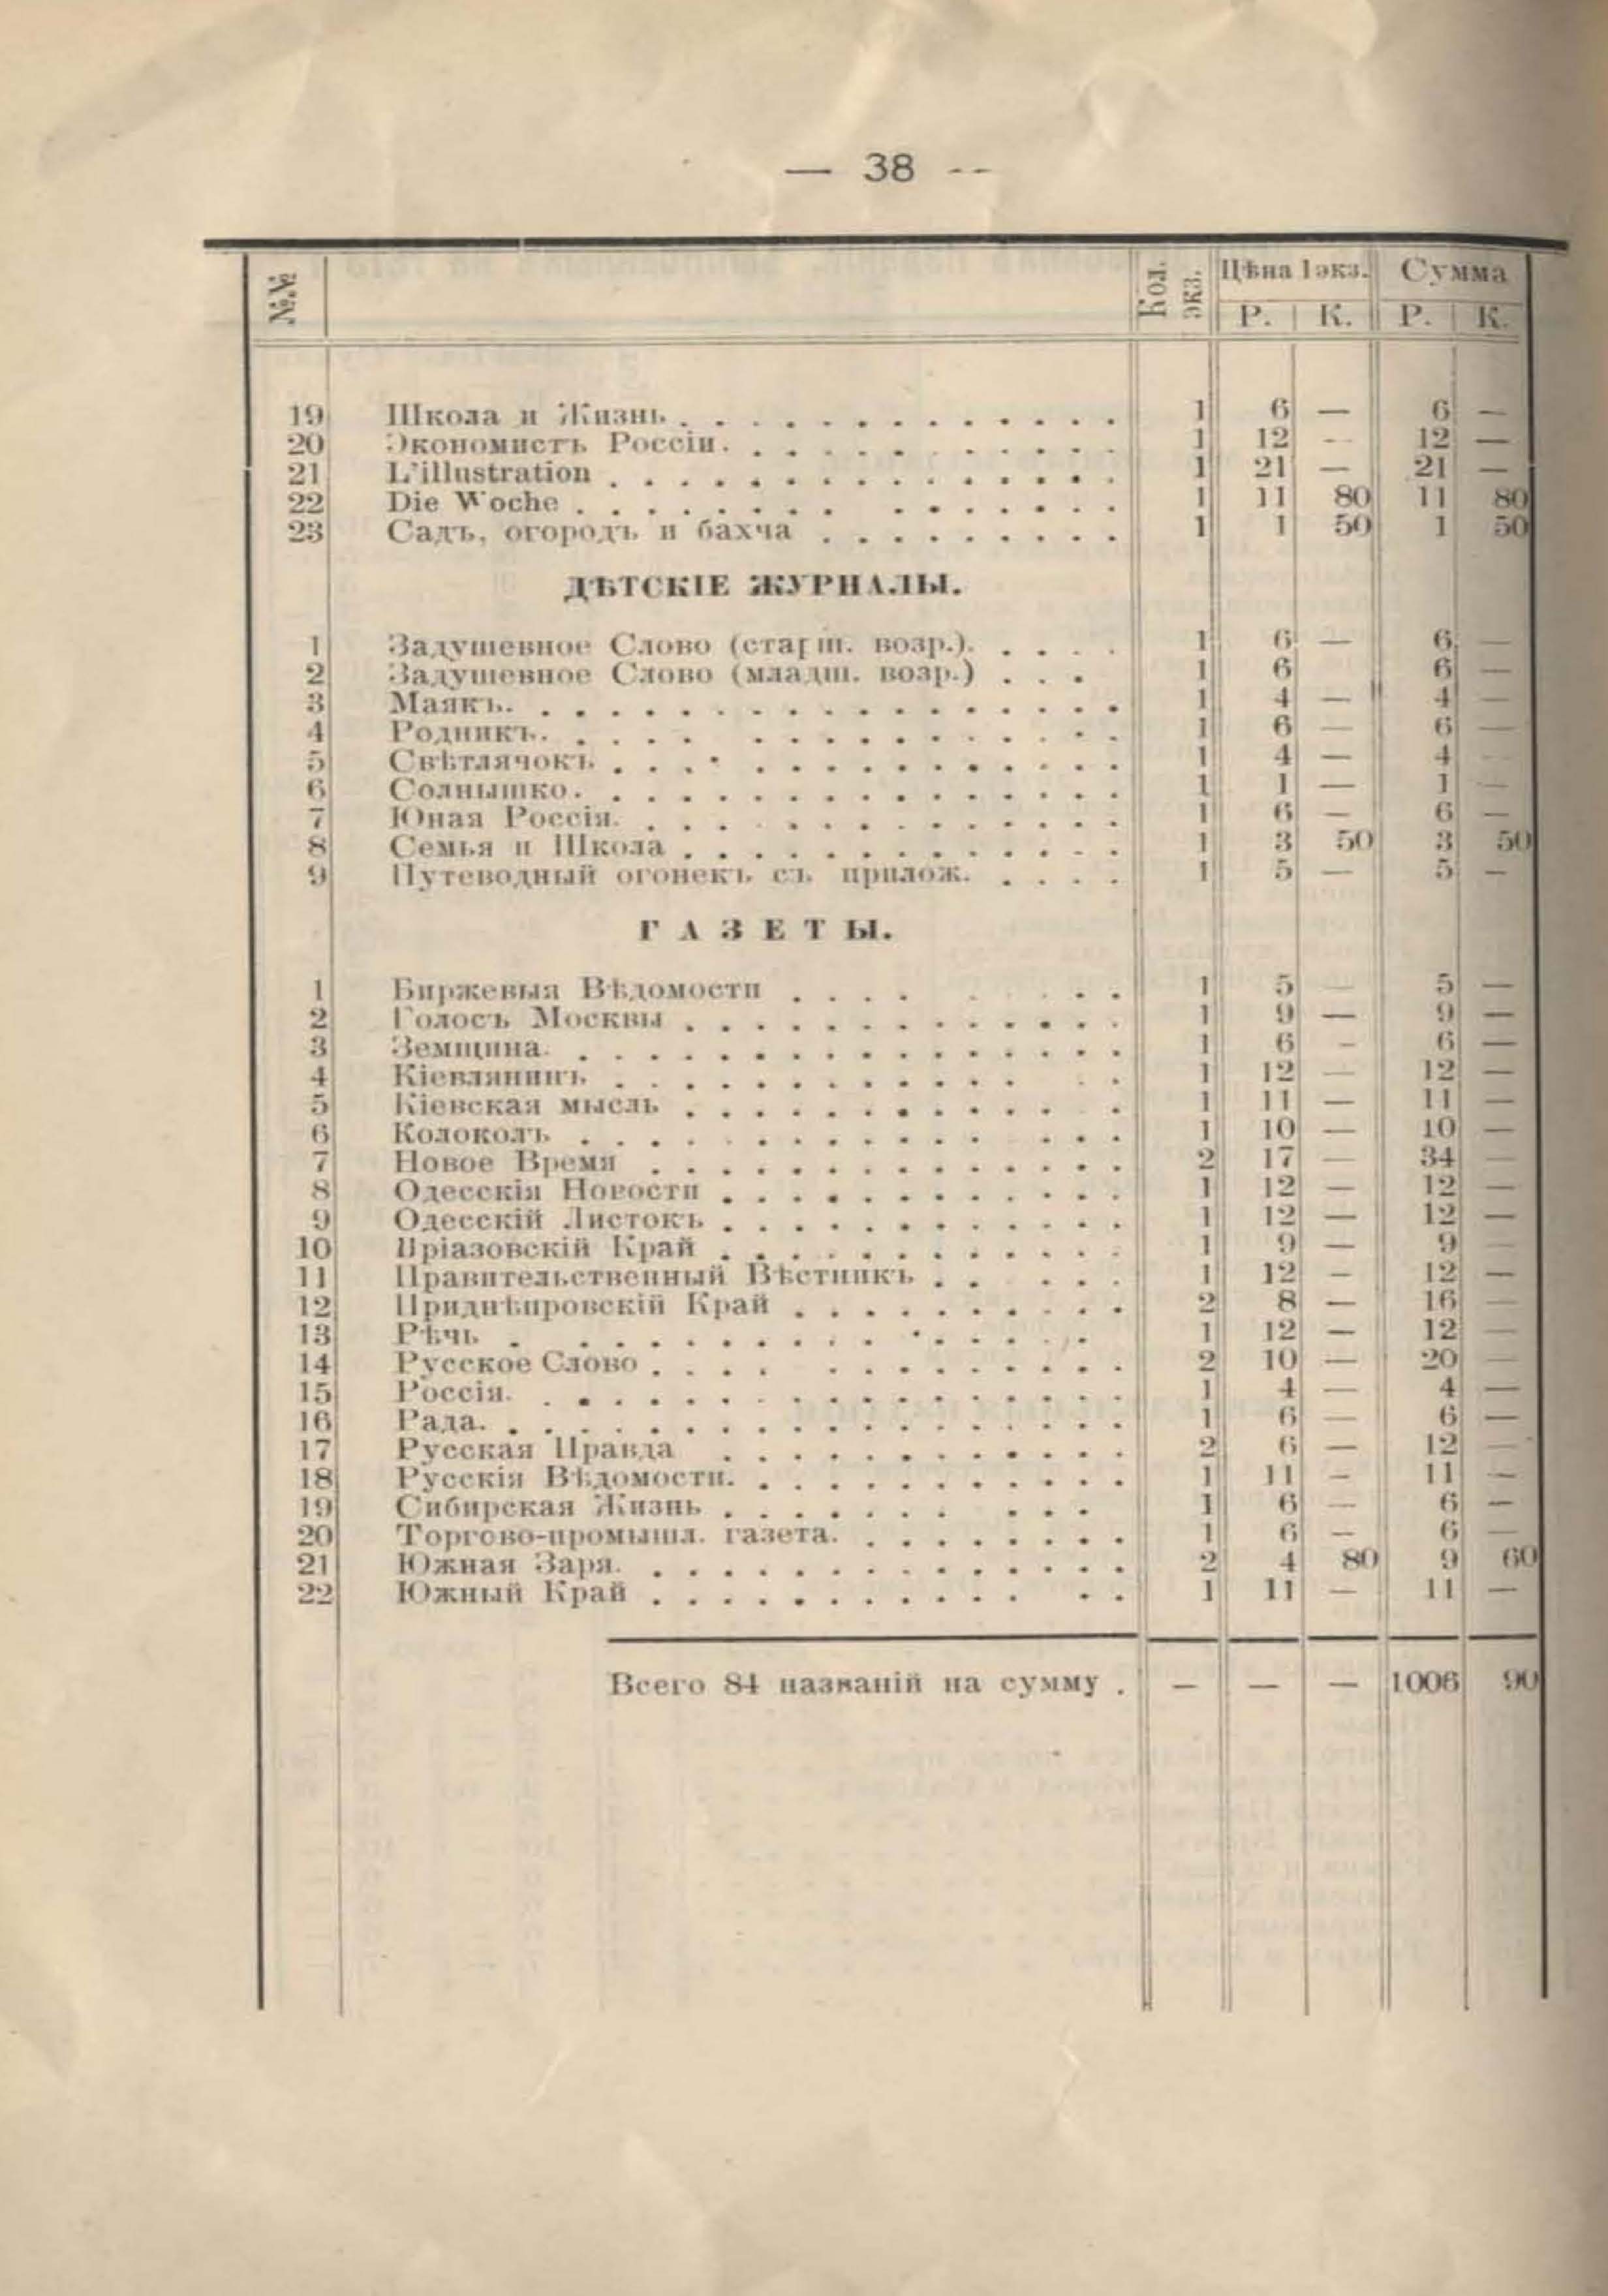 — 38 --
№№ Кол. экз. Цѣна 1 экз. Сумма
Р. К. Р. К.
19 Школа и Жизнь 1 6 — 6 —
20 Экономистъ Россіи. 1 12 - 12 —
21 L'illustration 1 21 — 21 —
22 Die Woche 1 11 80 11 80
23 Садъ, огородъ и бахча 1 1 50 1 50
ДѢТСКІЕ ЖУРНАЛЫ.
1 Задушевное Слово (старш. возр.). 1 6 — 6 —
2 Задушевное Слово (младш. возр.) 1 6 — 6 —
3 Маякъ. 1 4 — 4 —
4 Родникъ. 1 6 — 6 —
5 Свѣтлячокъ 1 4 — 4 —
6 Солнышко. 1 1 — 1 —
7 Юная Россія. 1 6 — 6 —
8 Семья и Школа 1 3 50 3 50
9 Путеводный огонекъ съ прилож. 1 5 — 5 —
ГАЗЕТЫ.
1 Биржевыя Вѣдомости 1 5 — 5 —
2 Голосъ Москвы 1 9 — 9 —
3 Земщина. 1 6 - 6 —
4 Кіевлянинъ 1 12 — 12 —
5 Кіевская мысль 1 11 — 11 —
6 Колоколъ 1 10 — 10 —
7 Новое Время 2 17 — 34 —
8 Одесскія Новости 1 12 — 12 —
9 Одесскій Листокъ 1 12 — 12 —
10 Пріазовскій Край 1 9 — 9 —
11 Правительственный Вѣстникъ 1 12 — 12 —
12 Приднѣпровскій Край 2 8 — 16 —
13 Рѣчь 1 12 — 12 —
14 Русское Слово 2 10 — 20 —
15 Россія. 1 4 — 4 —
16 Рада. 1 6 — 6 —
17 Русская Правда 2 6 — 12 —
18 Русскія Вѣдомости. 1 11 — 11 —
19 Сибирская Жизнь 1 6 — 6 —
20 Торгово-промышл. газета. 1 6 — 6 —
21 Южная Заря. 2 4 80 9 60
22 Южный Край 1 11 — 11 —
Всего 84 названій на сумму . — — — 1006 90